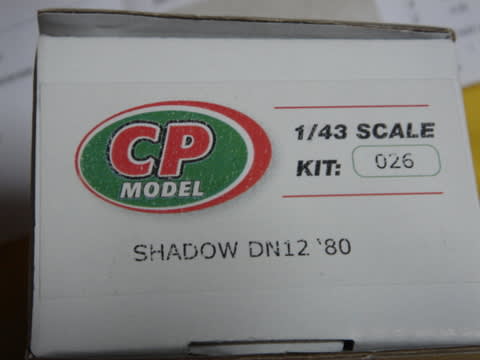 CP
MODEL
1/43 SCALE
KIT: 026
SHADOW DN12 '80